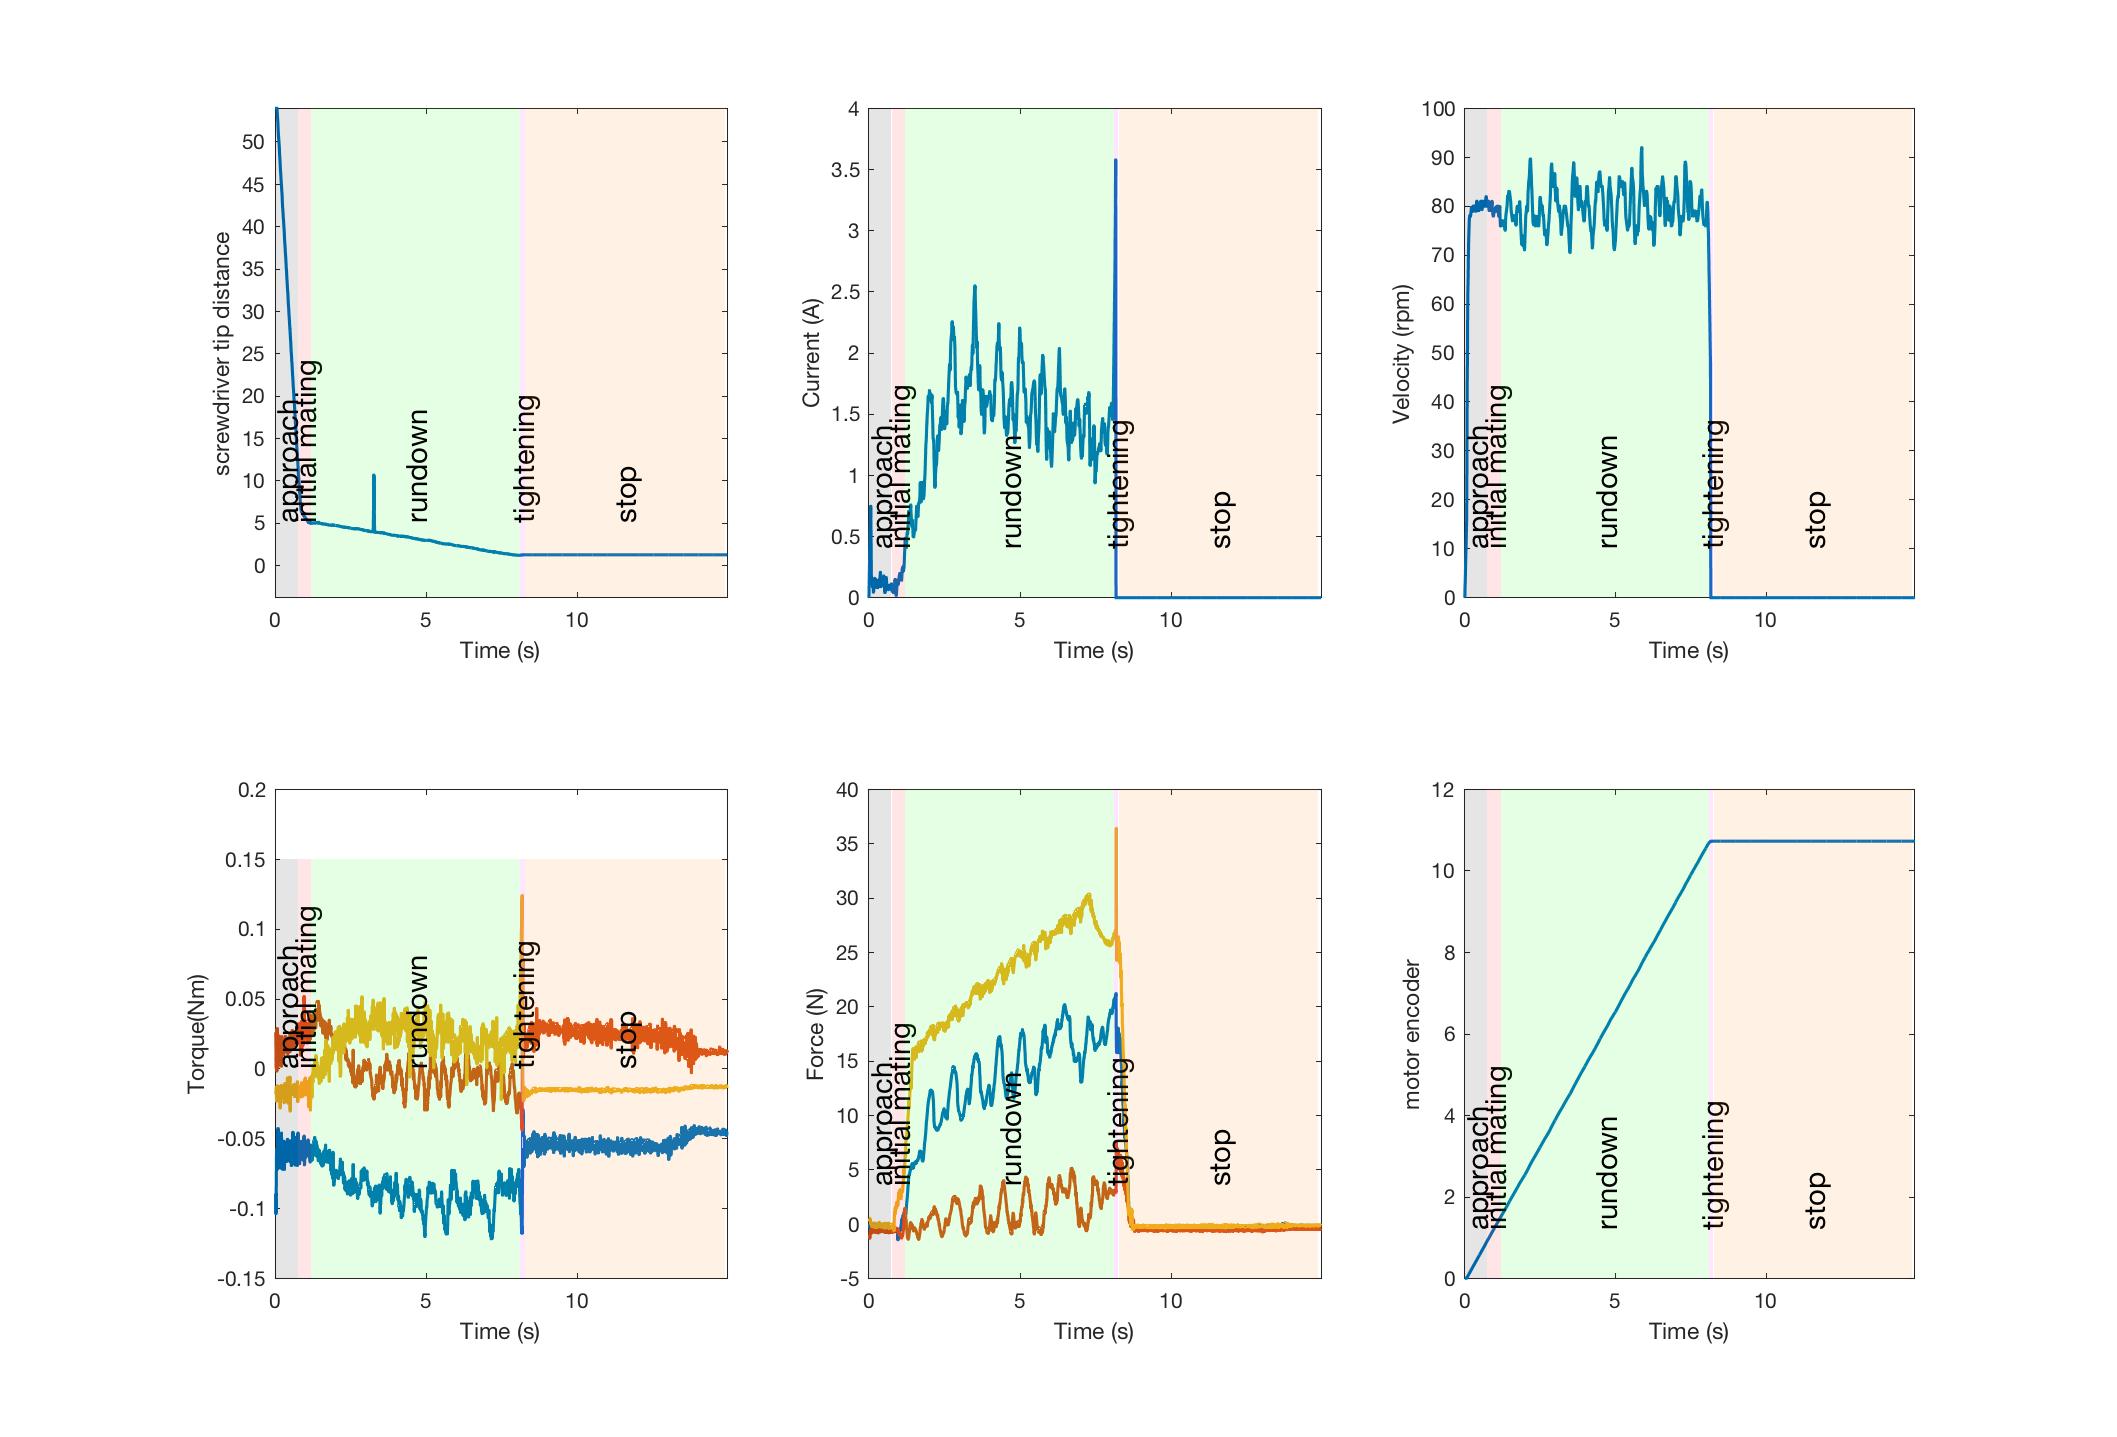 screwdriver tip distance
50
45
40
35
30
25
20
15
10
5
0
approach
initial mating
rundown
tightening
stop
0
5
10
Time (s)
Current (A)
4
3.5
3
2.5
2
1.5
1
0.5
0
approach
initial mating
rundown
tightening
stop
0
5
10
Time (s)
Velocity (rpm)
100
90
80
70
60
50
40
30
20
10
0
approach
initial mating
rundown
tightening
stop
0
5
10
Time (s)
Torque(Nm)
0.2
0.15
0.1
0.05
0
-0.05
-0.1
-0.15
approach
initial mating
rundown
tightening
stop
0
5
10
Time (s)
Force (N)
40
35
30
25
20
15
10
5
0
-5
approach
initial mating
rundown
tightening
stop
0
5
10
Time (s)
motor encoder
12
10
8
6
4
2
0
approach
initial mating
rundown
tightening
stop
0
5
10
Time (s)